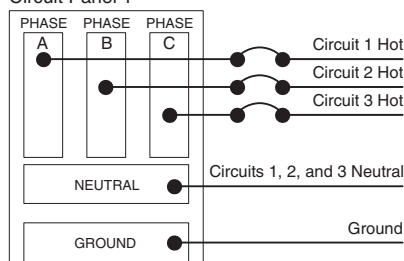 Circuit Panel 1
PHASE PHASE PHASE
A B C
Circuit 1 Hot
Circuit 2 Hot
Circuit 3 Hot
Circuits 1, 2, and 3 Neutral
NEUTRAL
Ground
GROUND